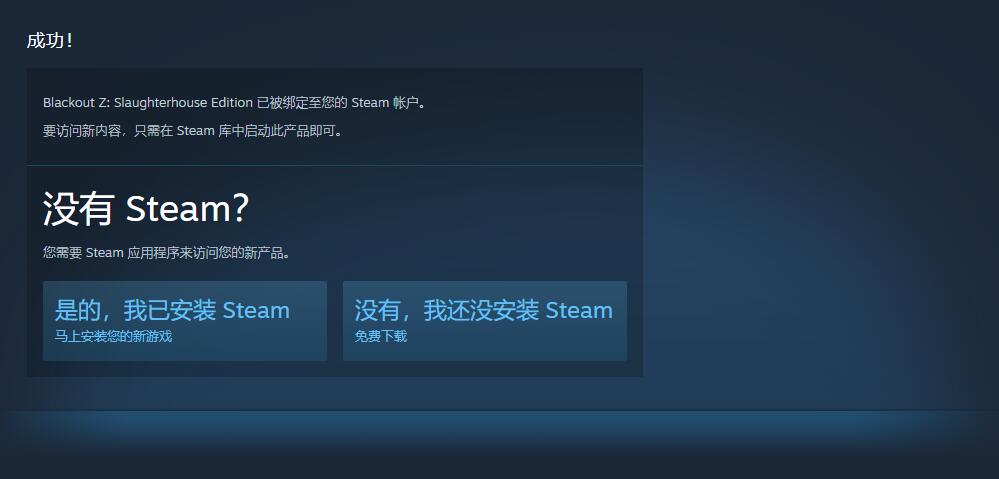 成功!
Blackout Z: Slaughterhouse Edition 已被绑定至您的 Steam 帐户。
要访问新内容，只需在 Steam 库中启动此产品即可。
没有 Steam?
您需要 Steam 应用程序来访问您的新产品。
是的，我已安装 Steam
马上安装您的新游戏
没有，我还没安装 Steam
免费下载